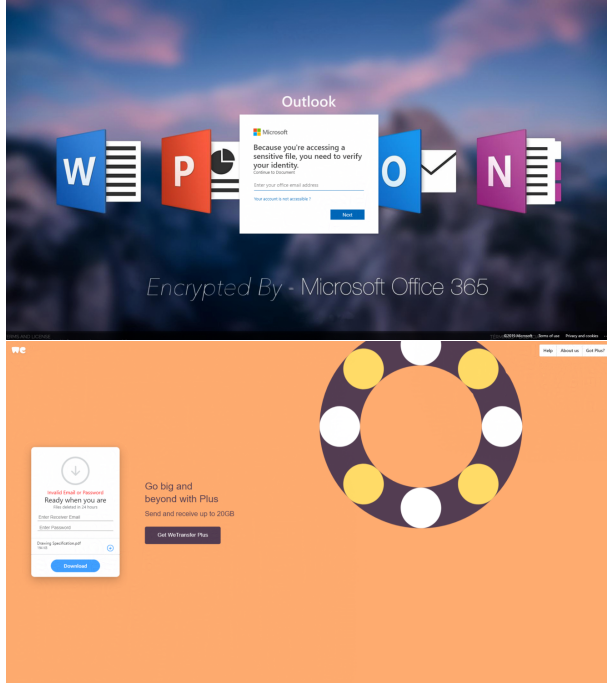 Outlook
Microsoft
Because you're accessing a
sensitive file, you need to verify
your identity.
Continue to Document
Enter your office email address
Your account is not accessable ?
Next
W
P
O
N
Encrypted By - Microsoft Office 365
©2019 Microsoft
Terms of use
Privacy and cookies
we
Help
About us
Got Plus?
Invalid Email or Password
Ready when you are
Files deleted in 24 hours
Enter Receiver Email
Enter Password
Drawing Specification.pdf
Download
Go big and
beyond with Plus
Send and receive up to 20GB
Get WeTransfer Plus